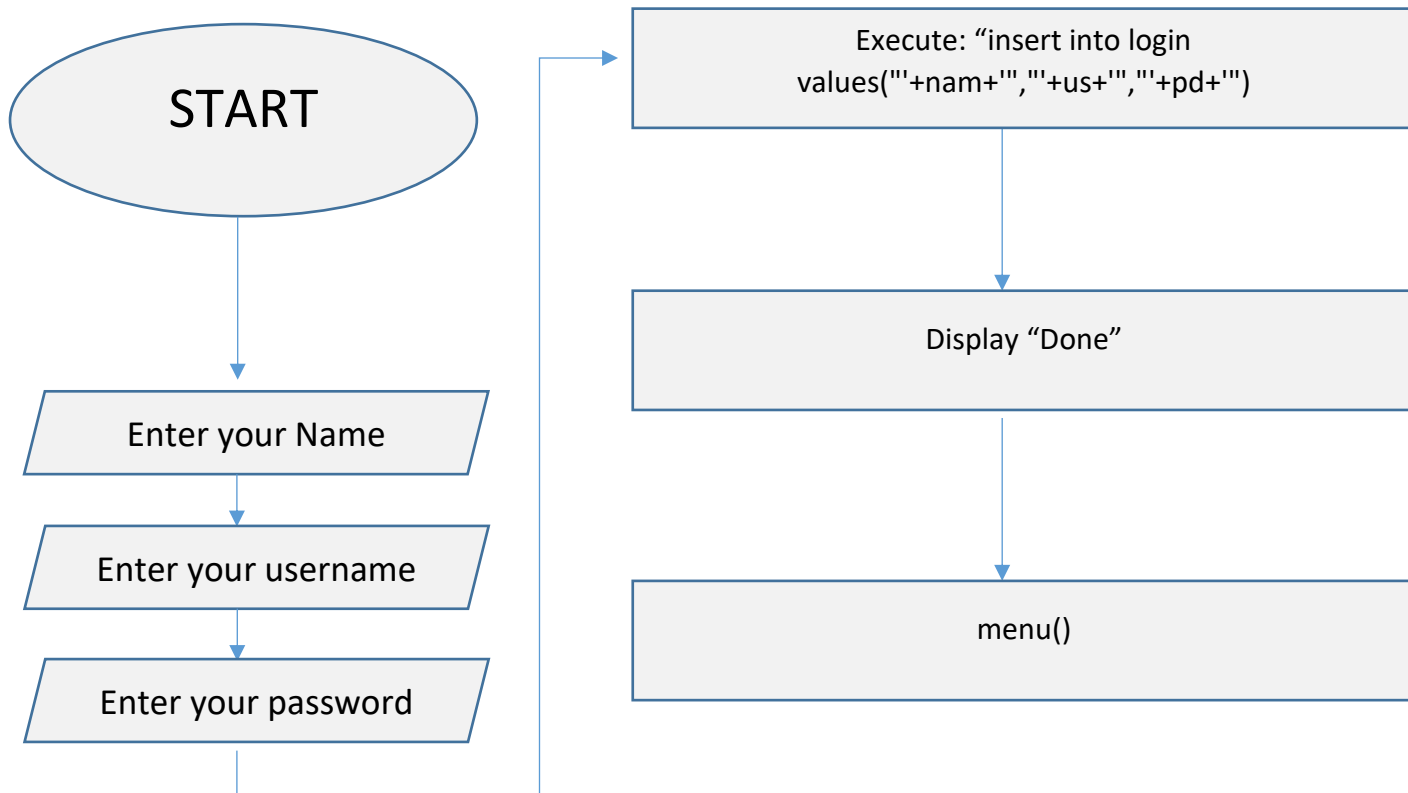 START
Enter your Name
Enter your username
Enter your password
Execute: “insert into login
values("'+nam+'","'+us+'","'+pd+'")
Display “Done”
menu()